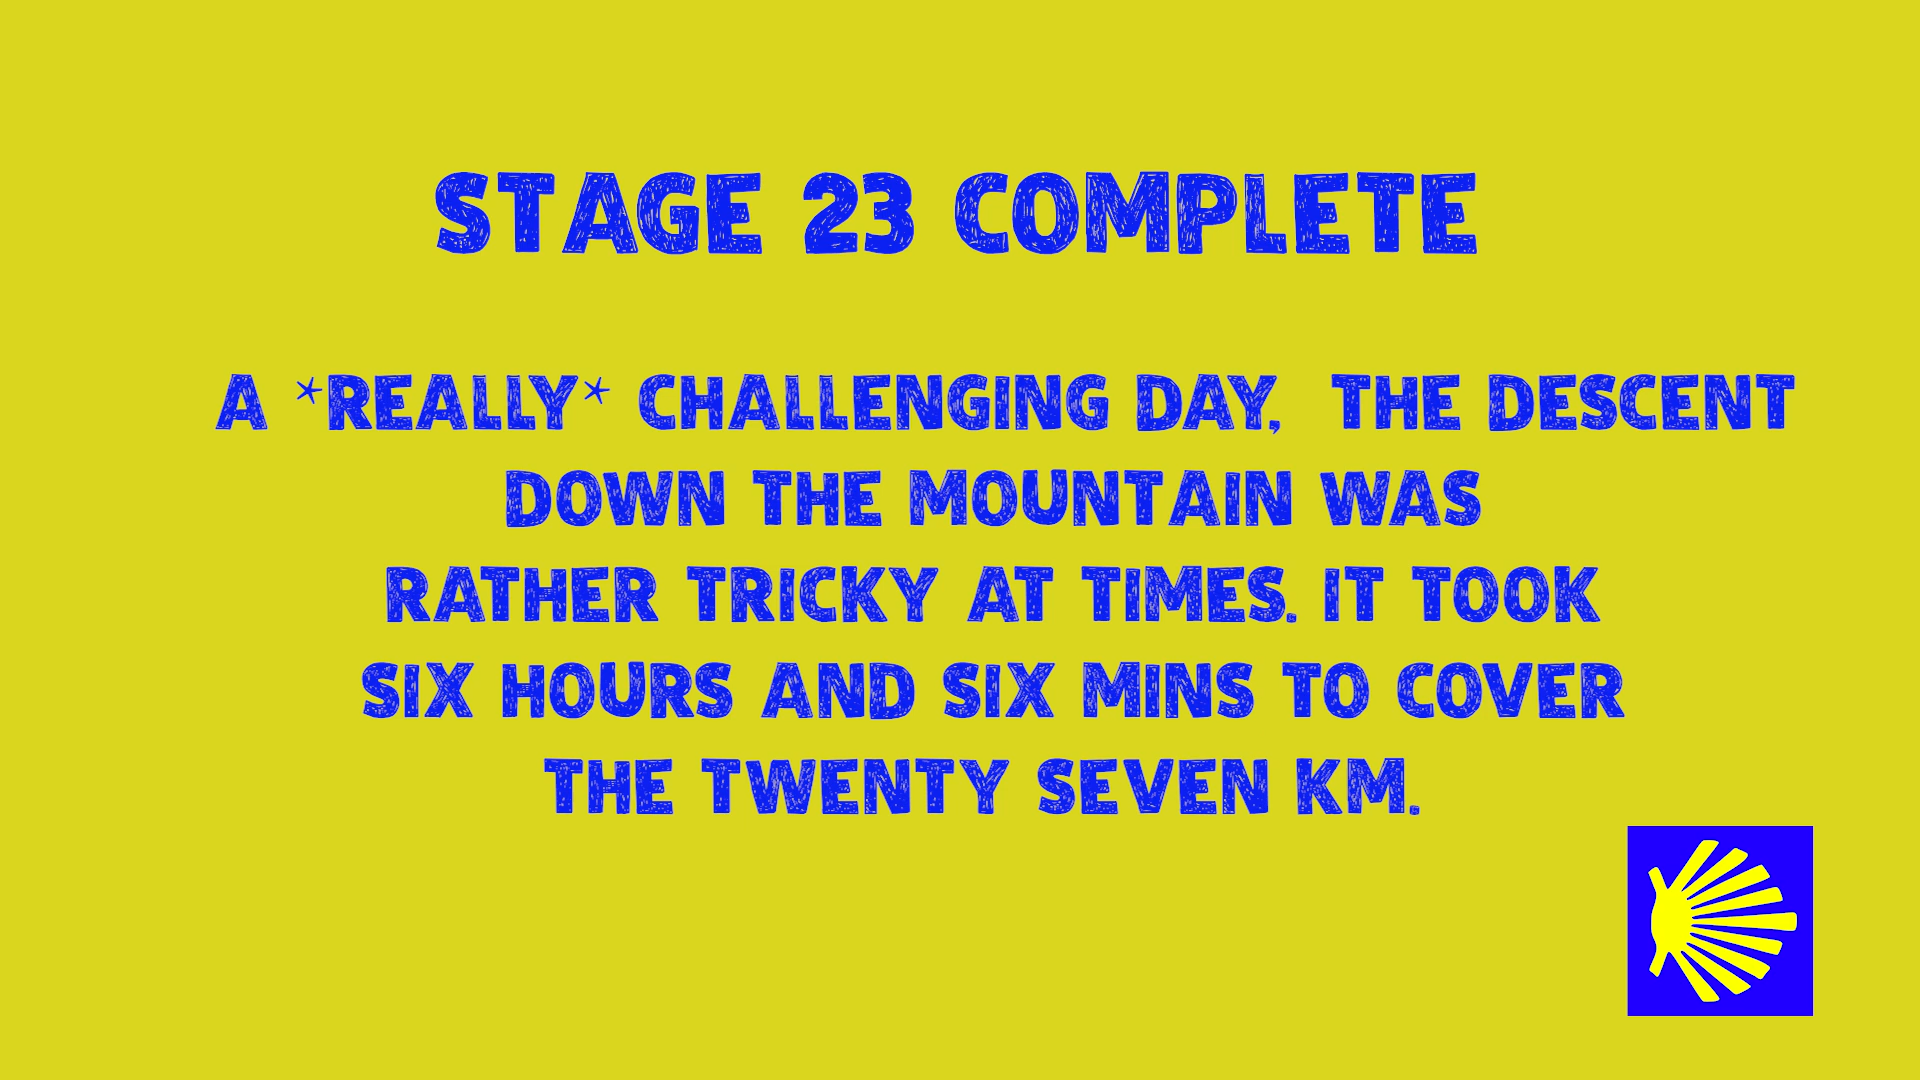 STAGE 23 COMPLETE
A *REALLY* CHALLENGING DAY,  THE DESCENT
DOWN THE MOUNTAIN WAS
RATHER TRICKY AT TIMES. IT TOOK
SIX HOURS AND SIX MINS TO COVER
THE TWENTY SEVEN KM.